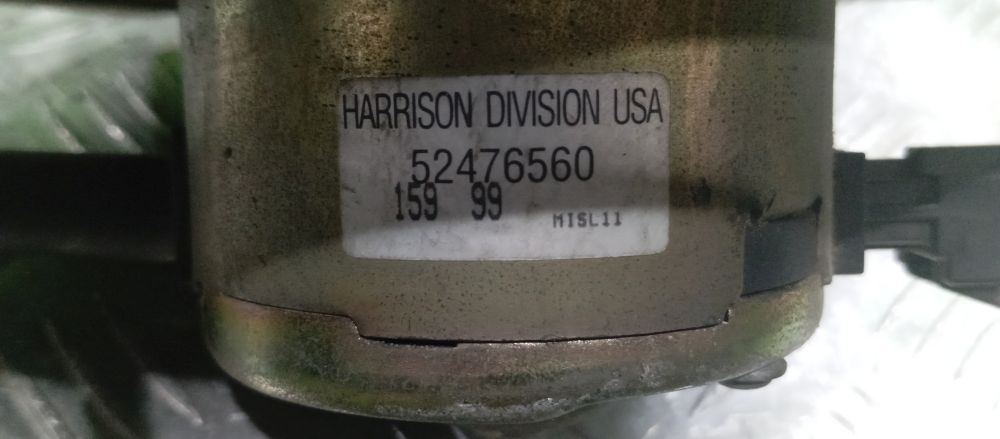 HARRISON DIVISION USA
52476560
159 99
MISL11